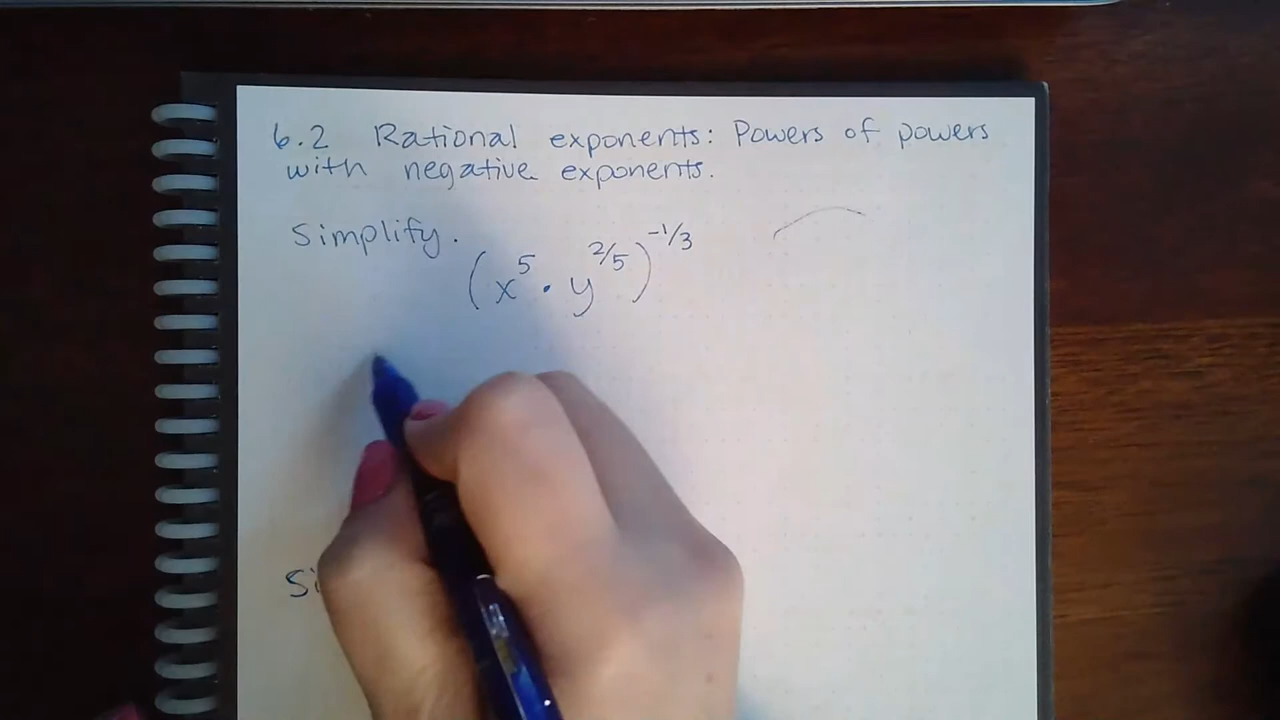 6.2 Rational exponents: Powers of powers
with negative exponents.
Simplify.
(x^5 · y^2/5)^-1/3